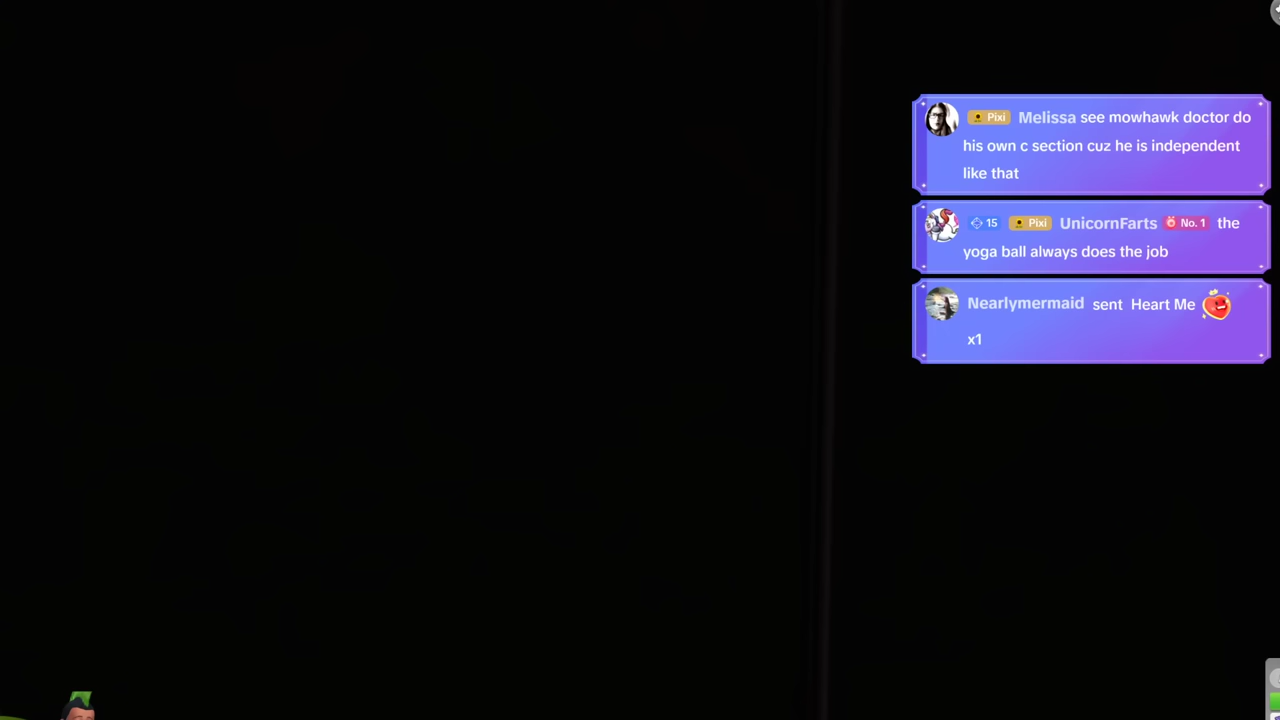 Pixi Melissa see mowhawk doctor do
his own c section cuz he is independent
like that
15 Pixi UnicornFarts No. 1 the
yoga ball always does the job
Nearlymermaid sent Heart Me
x1